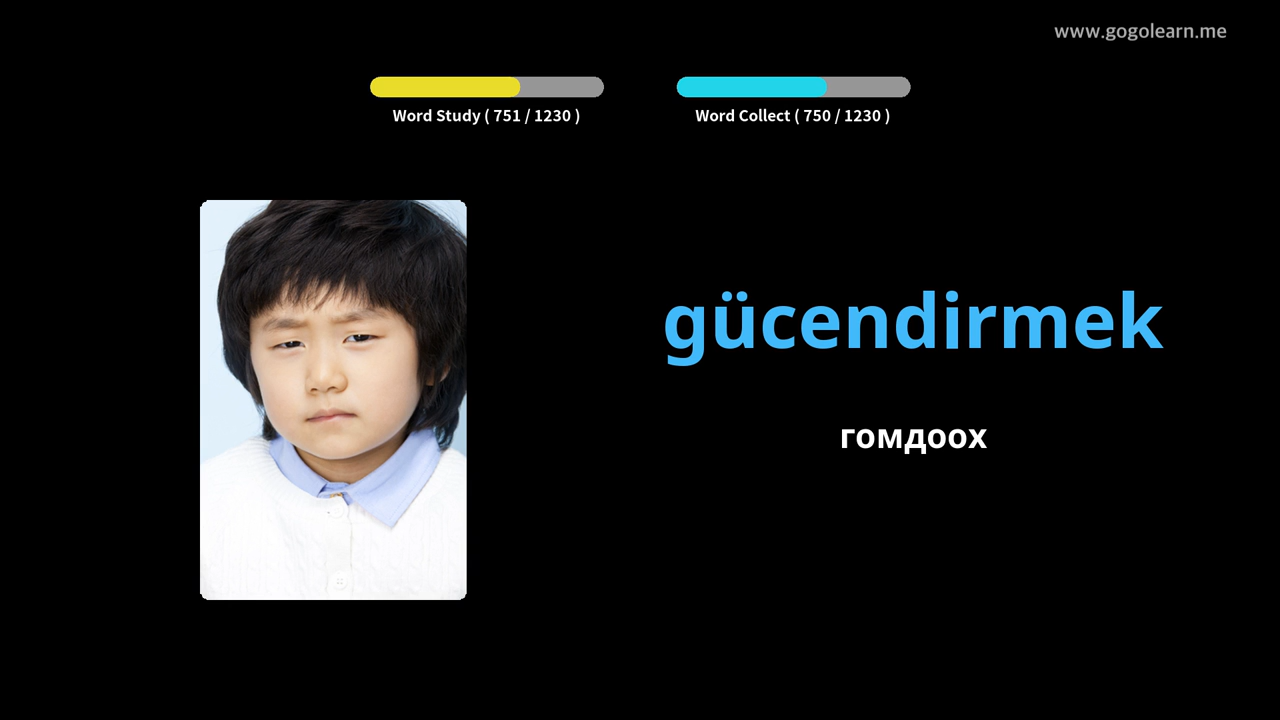 www.gogolearn.me
Word Study ( 751 / 1230 )
Word Collect ( 750 / 1230 )
gücendirmek
гомдоох